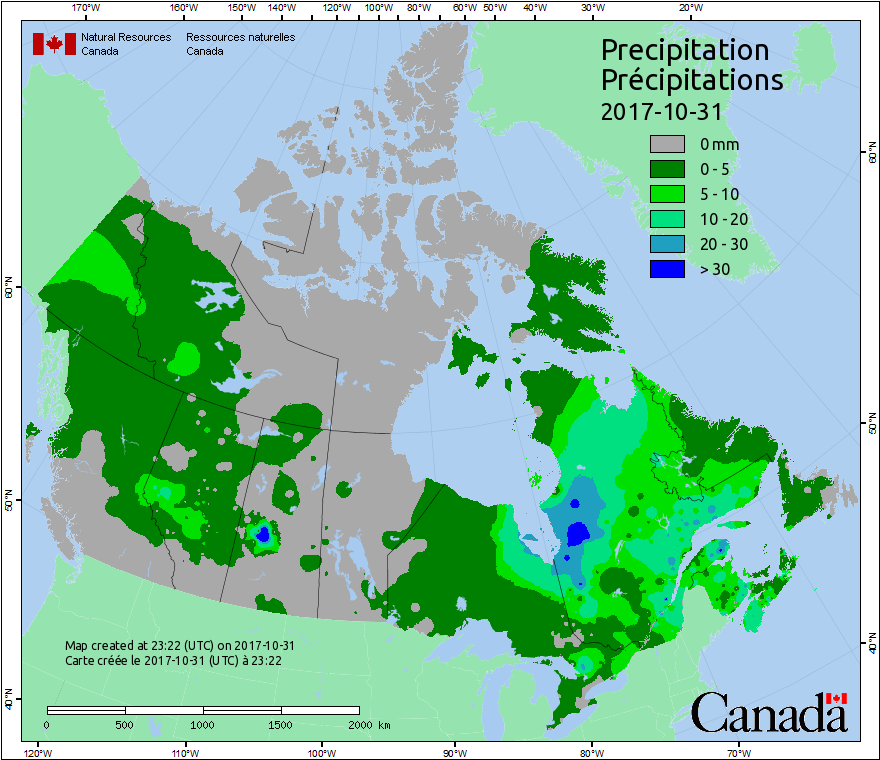 170°W 160°W 150°W 140°W 120°W 100°W 80°W 60°W 50°W 40°W 30°W 20°W
Natural Resources Ressources naturelles
Canada Canada
Precipitation
Précipitations
2017-10-31
0 mm
0 - 5
5 - 10
10 - 20
20 - 30
> 30
60°N 60°N
50°N 50°N
40°N 40°N
Map created at 23:22 (UTC) on 2017-10-31
Carte créée le 2017-10-31 (UTC) à 23:22
0 500 1000 1500 2000 km
Canada
120°W 110°W 100°W 90°W 80°W 70°W